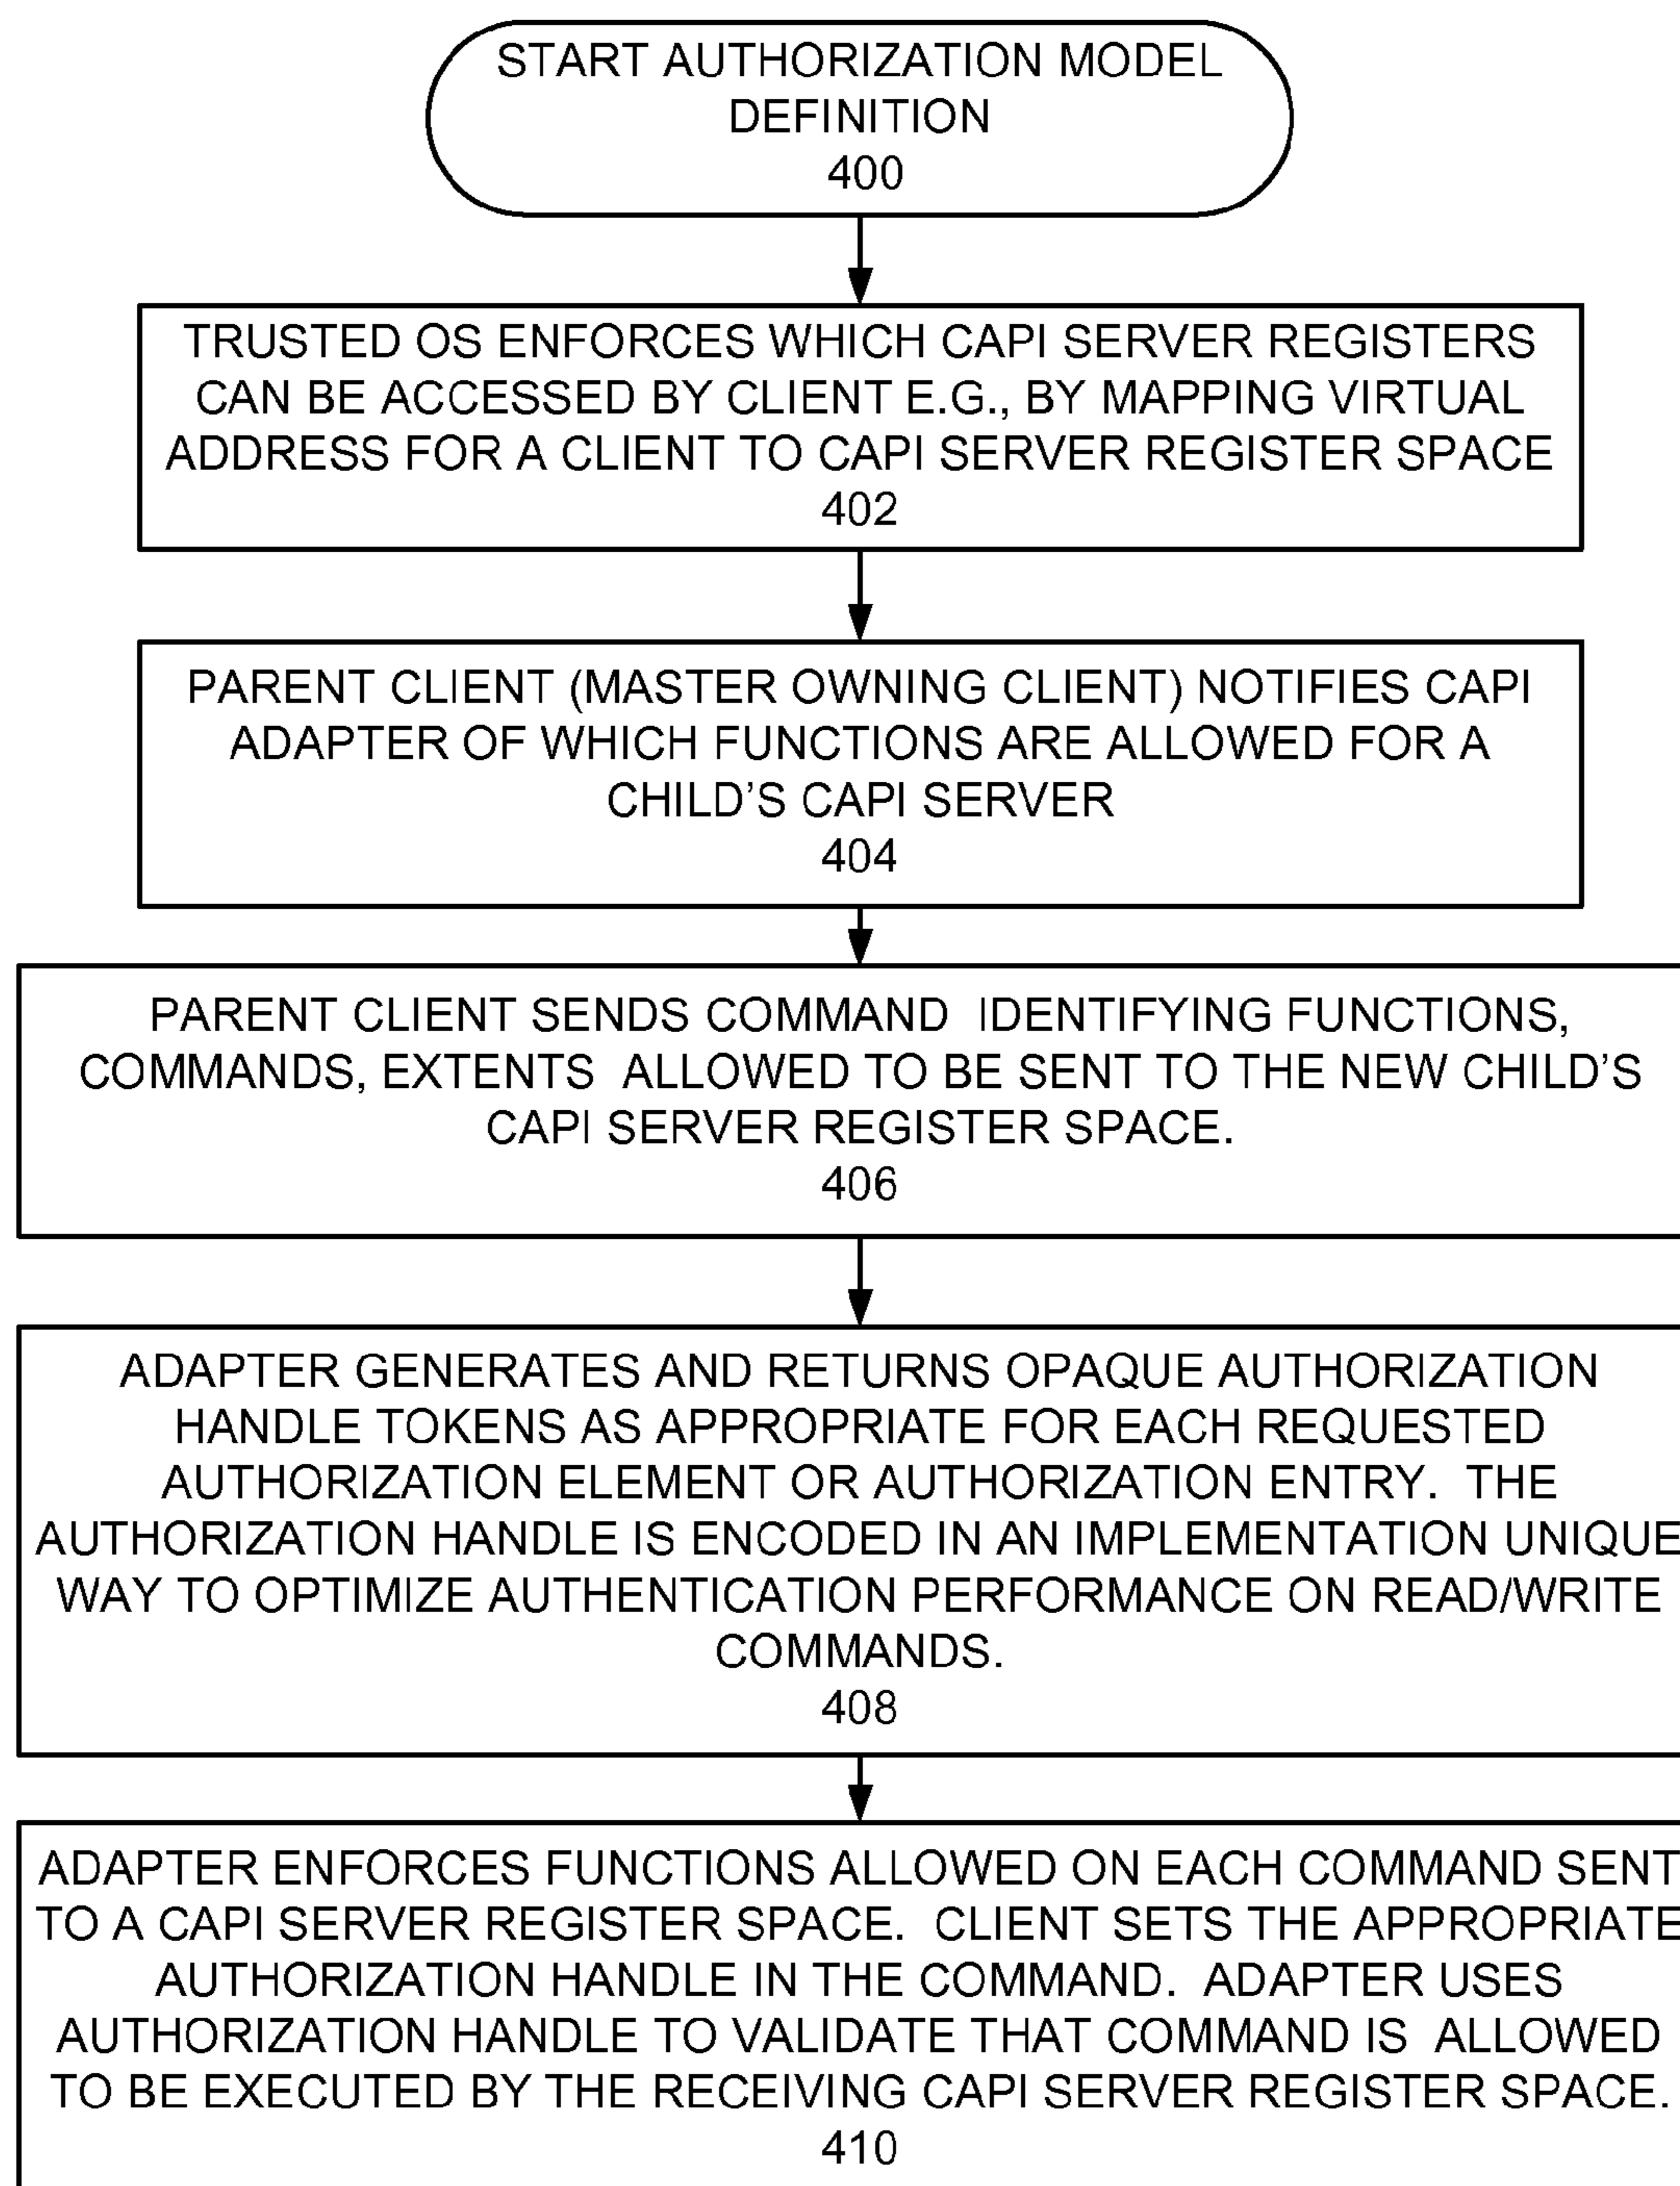 START AUTHORIZATION MODEL
DEFINITION
400
TRUSTED OS ENFORCES WHICH CAPI SERVER REGISTERS
CAN BE ACCESSED BY CLIENT E.G., BY MAPPING VIRTUAL
ADDRESS FOR A CLIENT TO CAPI SERVER REGISTER SPACE
402
PARENT CLIENT (MASTER OWNING CLIENT) NOTIFIES CAPI
ADAPTER OF WHICH FUNCTIONS ARE ALLOWED FOR A
CHILD'S CAPI SERVER
404
PARENT CLIENT SENDS COMMAND IDENTIFYING FUNCTIONS,
COMMANDS, EXTENTS ALLOWED TO BE SENT TO THE NEW CHILD'S
CAPI SERVER REGISTER SPACE.
406
ADAPTER GENERATES AND RETURNS OPAQUE AUTHORIZATION
HANDLE TOKENS AS APPROPRIATE FOR EACH REQUESTED
AUTHORIZATION ELEMENT OR AUTHORIZATION ENTRY. THE
AUTHORIZATION HANDLE IS ENCODED IN AN IMPLEMENTATION UNIQUE
WAY TO OPTIMIZE AUTHENTICATION PERFORMANCE ON READ/WRITE
COMMANDS.
408
ADAPTER ENFORCES FUNCTIONS ALLOWED ON EACH COMMAND SENT
TO A CAPI SERVER REGISTER SPACE. CLIENT SETS THE APPROPRIATE
AUTHORIZATION HANDLE IN THE COMMAND. ADAPTER USES
AUTHORIZATION HANDLE TO VALIDATE THAT COMMAND IS ALLOWED
TO BE EXECUTED BY THE RECEIVING CAPI SERVER REGISTER SPACE.
410